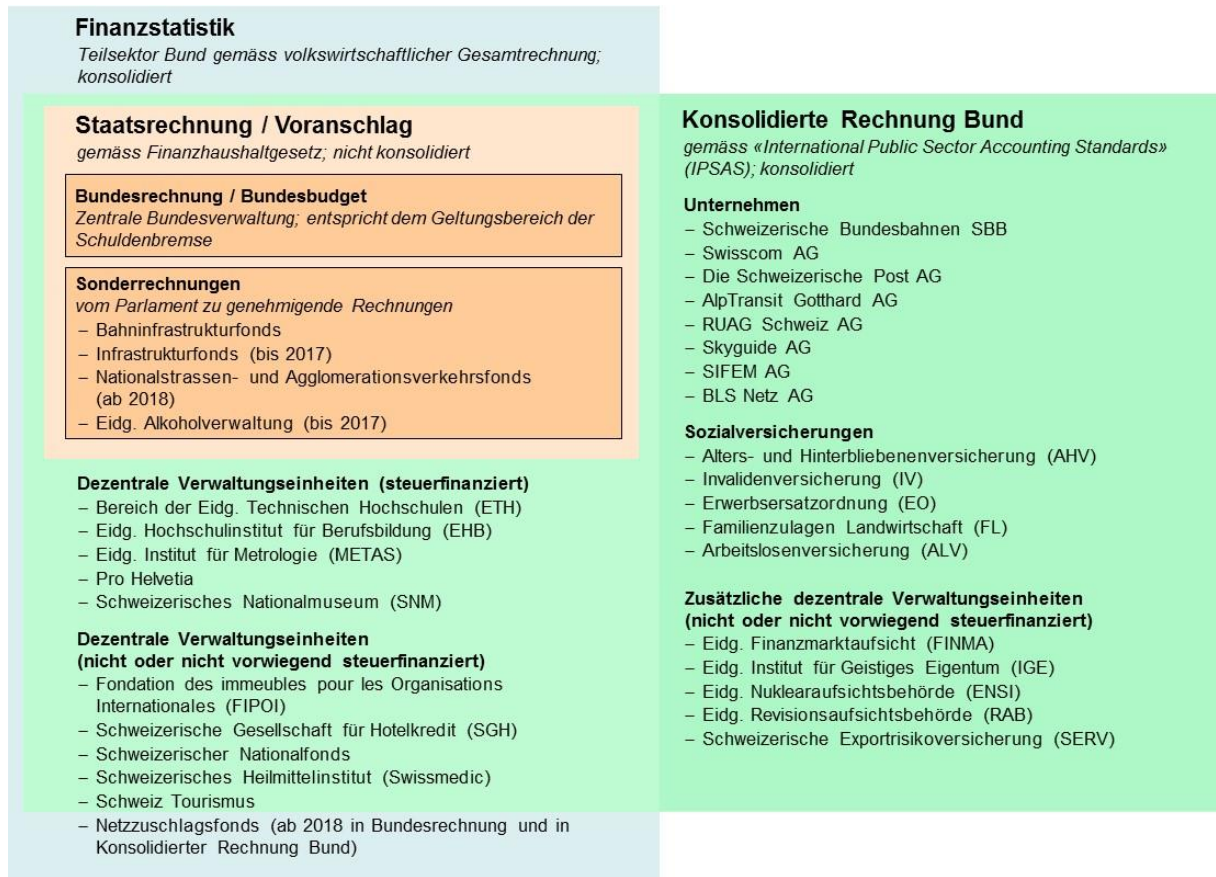 Finanzstatistik
Teilsektor Bund gemäss volkswirtschaftlicher Gesamtrechnung;
konsolidiert
Staatsrechnung / Voranschlag
gemäss Finanzhaushaltgesetz; nicht konsolidiert
Bundesrechnung / Bundesbudget
Zentrale Bundesverwaltung; entspricht dem Geltungsbereich der
Schuldenbremse
Sonderrechnungen
vom Parlament zu genehmigende Rechnungen
– Bahninfrastrukturfonds
– Infrastrukturfonds (bis 2017)
– Nationalstrassen- und Agglomerationsverkehrsfonds
(ab 2018)
– Eidg. Alkoholverwaltung (bis 2017)
Dezentrale Verwaltungseinheiten (steuerfinanziert)
– Bereich der Eidg. Technischen Hochschulen (ETH)
– Eidg. Hochschulinstitut für Berufsbildung (EHB)
– Eidg. Institut für Metrologie (METAS)
– Pro Helvetia
– Schweizerisches Nationalmuseum (SNM)
Dezentrale Verwaltungseinheiten
(nicht oder nicht vorwiegend steuerfinanziert)
– Fondation des immeubles pour les Organisations
Internationales (FIPOI)
– Schweizerische Gesellschaft für Hotelkredit (SGH)
– Schweizerischer Nationalfonds
– Schweizerisches Heilmittelinstitut (Swissmedic)
– Schweiz Tourismus
– Netzzuschlagsfonds (ab 2018 in Bundesrechnung und in
Konsolidierter Rechnung Bund)
Konsolidierte Rechnung Bund
gemäss «International Public Sector Accounting Standards»
(IPSAS); konsolidiert
Unternehmen
– Schweizerische Bundesbahnen SBB
– Swisscom AG
– Die Schweizerische Post AG
– AlpTransit Gotthard AG
– RUAG Schweiz AG
– Skyguide AG
– SIFEM AG
– BLS Netz AG
Sozialversicherungen
– Alters- und Hinterbliebenenversicherung (AHV)
– Invalidenversicherung (IV)
– Erwerbsersatzordnung (EO)
– Familienzulagen Landwirtschaft (FL)
– Arbeitslosenversicherung (ALV)
Zusätzliche dezentrale Verwaltungseinheiten
(nicht oder nicht vorwiegend steuerfinanziert)
– Eidg. Finanzmarktaufsicht (FINMA)
– Eidg. Institut für Geistiges Eigentum (IGE)
– Eidg. Nuklearaufsichtsbehörde (ENSI)
– Eidg. Revisionsaufsichtsbehörde (RAB)
– Schweizerische Exportrisikoversicherung (SERV)